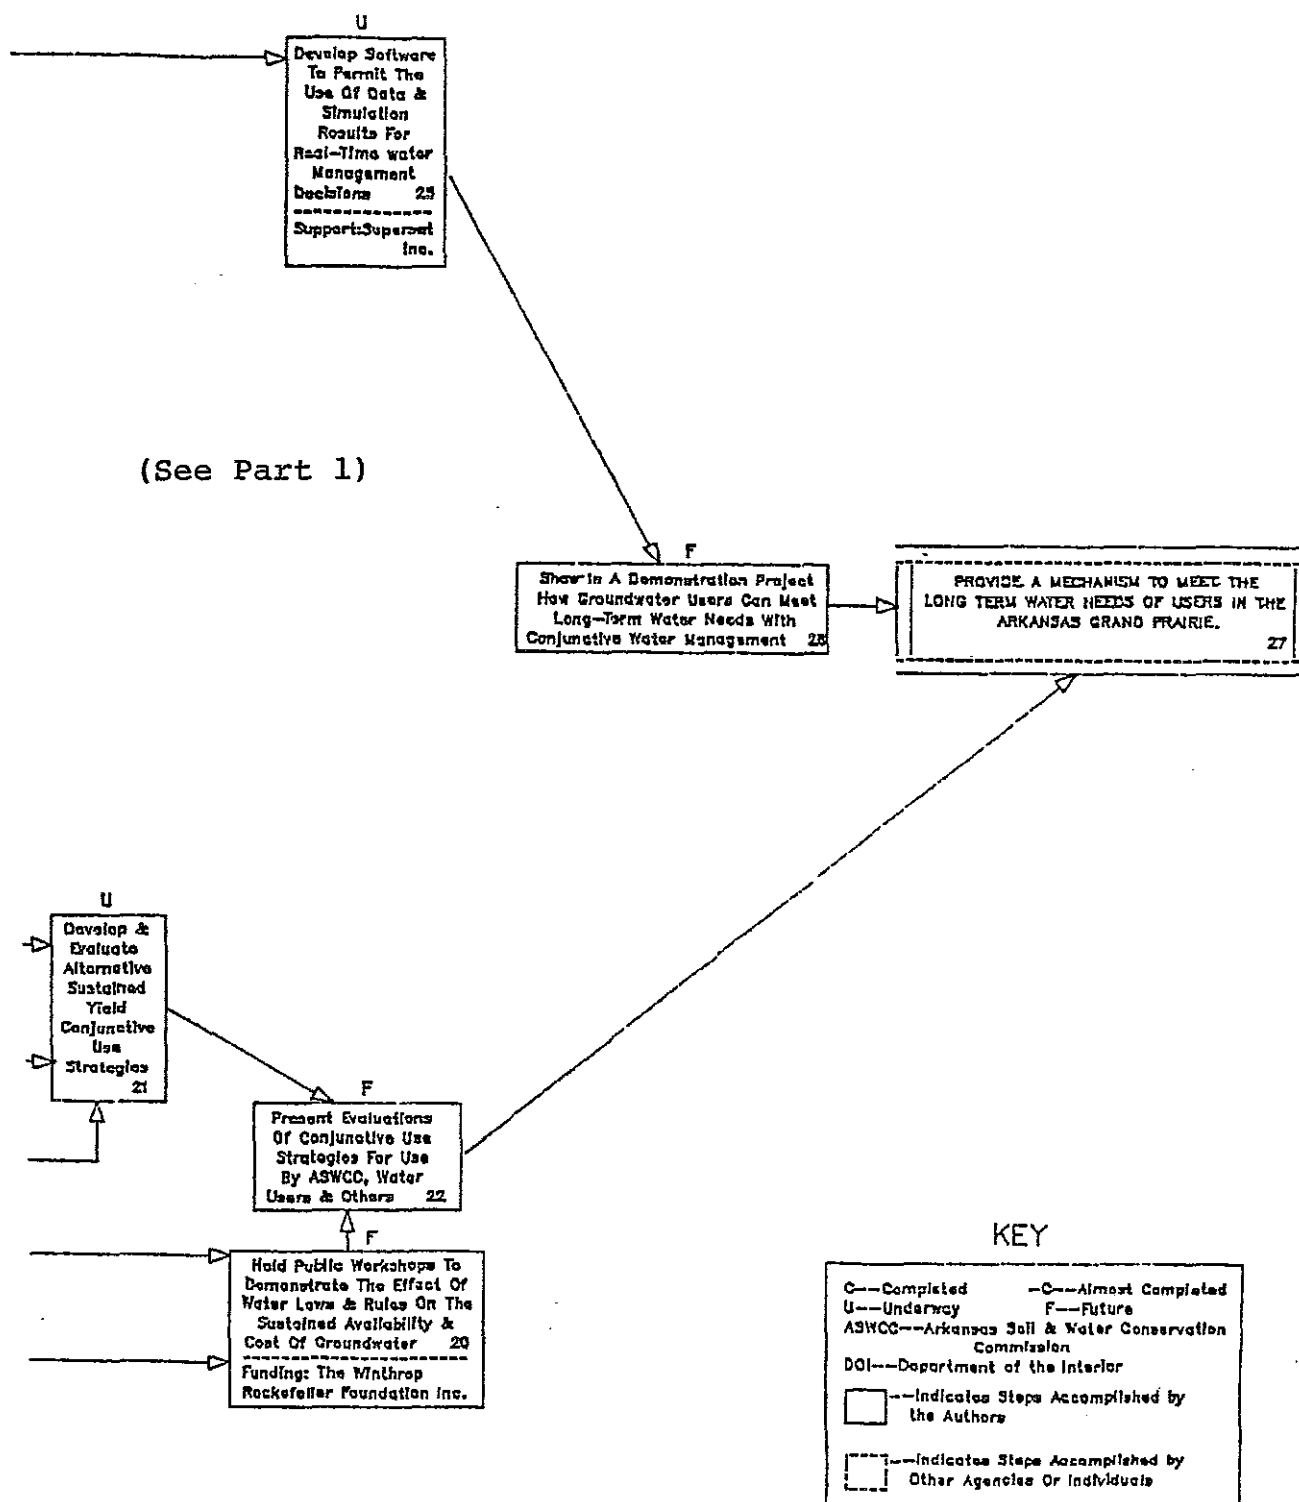 U
Develop Software
To Permit The
Use Of Data &
Simulation
Results For
Real-Time water
Management
Decisions 25
Support:Superset
Inc.
(See Part 1)
F
Show In A Demonstration Project
How Groundwater Users Can Meet
Long-Term Water Needs With
Conjunctive Water Management
PROVIDE A MECHANISM TO MEET THE
LONG TERM WATER NEEDS OF USERS IN THE
ARKANSAS GRAND PRAIRIE.
27
U
Develop &
Evaluate
Alternative
Sustained
Yield
Conjunctive
Use
Strategies
21
F
Present Evaluations
Of Conjunctive Use
Strategies For Use
By ASWCC, Water
Users & Others 22
F
Hold Public Workshops To
Demonstrate The Effect Of
Water Laws & Rules On The
Sustained Availability &
Cost Of Groundwater 20
Funding: The Winthrop
Rockefeller Foundation Inc.
KEY
C--Completed -C--Almost Completed
U--Underway F--Future
ASWCC--Arkansas Soil & Water Conservation
Commission
DOI--Department of the Interior
--Indicates Steps Accomplished by
the Authors
--Indicates Steps Accomplished by
Other Agencies Or Individuals